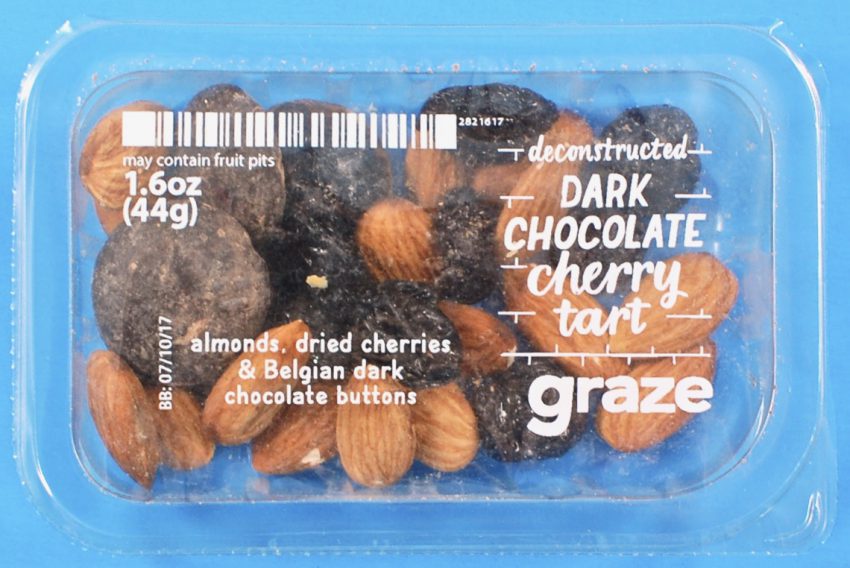 2821617
may contain fruit pits
1.6oz
(44g)
BB: 07/10/17
almonds, dried cherries
& Belgian dark
chocolate buttons
deconstructed
DARK
CHOCOLATE
cherry
tart
graze